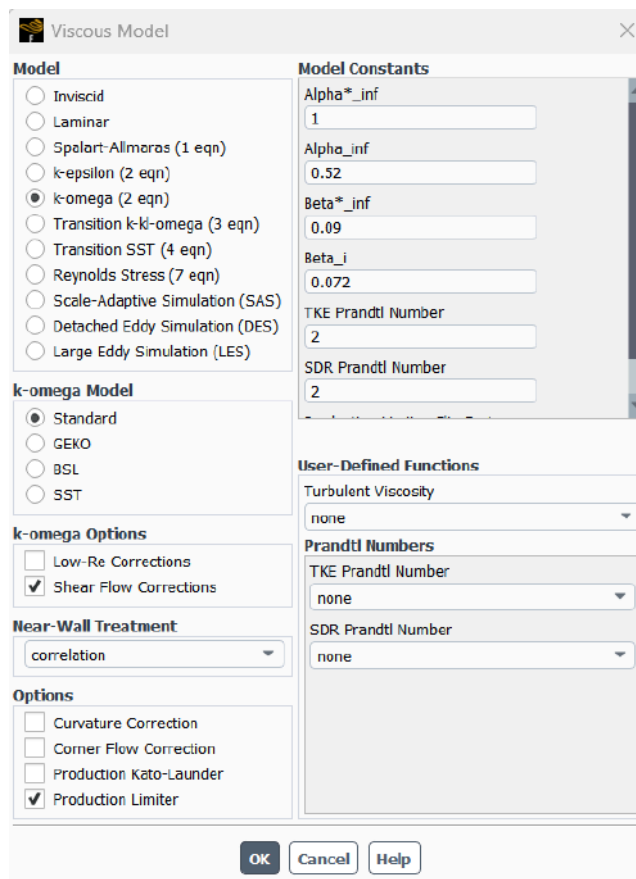 Viscous Model
Model
Inviscid
Laminar
Spalart-Allmaras (1 eqn)
k-epsilon (2 eqn)
k-omega (2 eqn)
Transition k-kl-omega (3 eqn)
Transition SST (4 eqn)
Reynolds Stress (7 eqn)
Scale-Adaptive Simulation (SAS)
Detached Eddy Simulation (DES)
Large Eddy Simulation (LES)
k-omega Model
Standard
GEKO
BSL
SST
k-omega Options
Low-Re Corrections
Shear Flow Corrections
Near-Wall Treatment
correlation
Options
Curvature Correction
Corner Flow Correction
Production Kato-Launder
Production Limiter
Model Constants
Alpha*_inf
1
Alpha_inf
0.52
Beta*_inf
0.09
Beta_i
0.072
TKE Prandtl Number
2
SDR Prandtl Number
2
User-Defined Functions
Turbulent Viscosity
none
Prandtl Numbers
TKE Prandtl Number
none
SDR Prandtl Number
none
OK
Cancel
Help